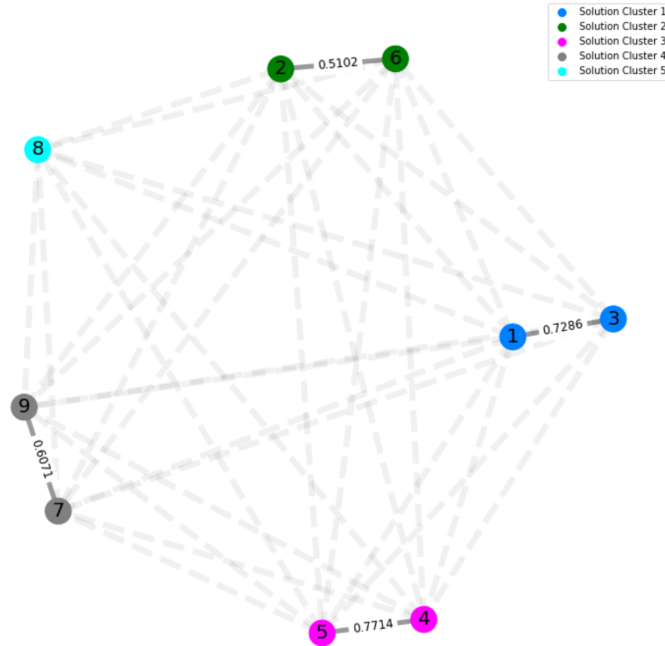 Solution Cluster 1
Solution Cluster 2
Solution Cluster 3
Solution Cluster 4
Solution Cluster 5
2
0.5102
6
8
1
0.7286
3
9
0.6071
7
5
0.7714
4